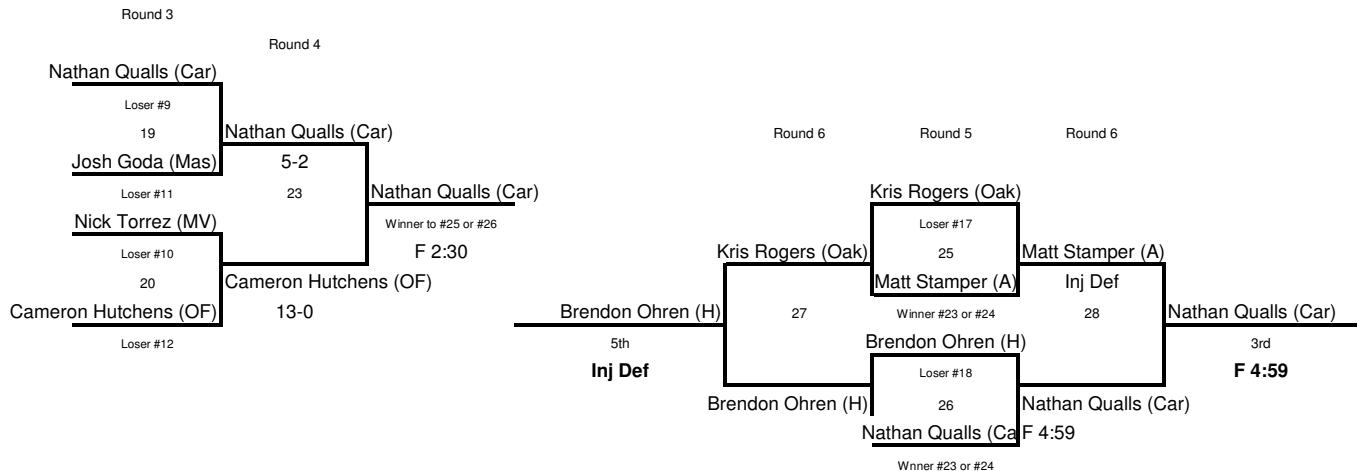 Round 3
Round 4
Nathan Qualls (Car)
Loser #9
19
Nathan Qualls (Car)
Josh Goda (Mas)
5-2
Loser #11
23
Nathan Qualls (Car)
Nick Torrez (MV)
Winner to #25 or #26
Loser #10
F 2:30
20
Cameron Hutchens (OF)
Cameron Hutchens (OF)
13-0
Loser #12
Round 6
Round 5
Round 6
Kris Rogers (Oak)
Loser #17
Kris Rogers (Oak)
25
Matt Stamper (A)
Matt Stamper (A)
Inj Def
Brendon Ohren (H)
27
Winner #23 or #24
28
Nathan Qualls (Car)
5th
Brendon Ohren (H)
3rd
Inj Def
Loser #18
F 4:59
Brendon Ohren (H)
26
Nathan Qualls (Car)
Nathan Qualls (Ca
F 4:59
Wnner #23 or #24